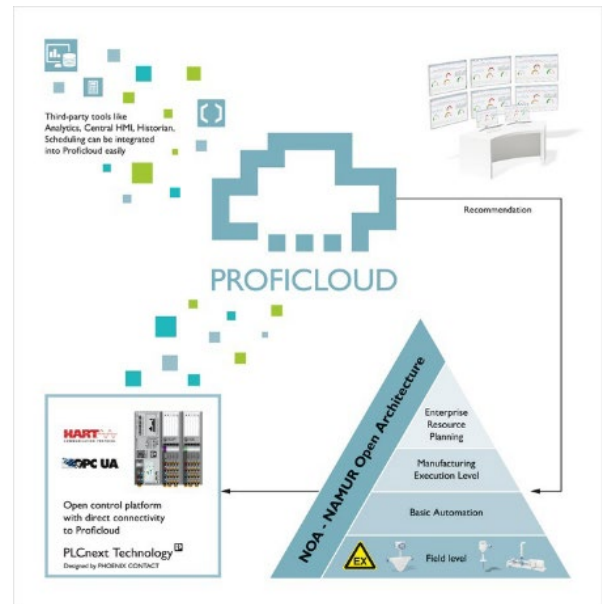 Third-party tools like
Analytics, Central HMI, Historian.
Scheduling can be integrated
into Proficloud easily
Recommendation
PROFICLOUD
NOA - NAMUR Open Architecture
Enterprise
Resource
Planning
Manufacturing
Execution Level
Basic Automation
EX
Field level
HART
COMMUNICATION PROTOCOL
OPC UA
Open control platform
with direct connectivity
to Proficloud
PLCnext Technology
Designed by PHOENIX CONTACT